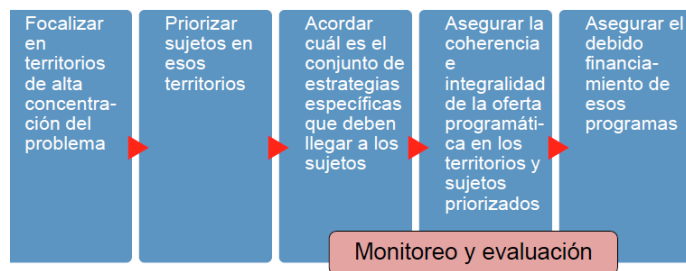 Focalizar
en
territorios
de alta
concentra-
ción del
problema
Priorizar
sujetos en
esos
territorios
Acordar
cuál es el
conjunto de
estrategias
específicas
que deben
llegar a los
sujetos
Asegurar la
coherencia
e
integralidad
de la oferta
programáti-
ca en los
territorios y
sujetos
priorizados
Asegurar el
debido
financia-
miento de
esos
programas
Monitoreo y evaluación